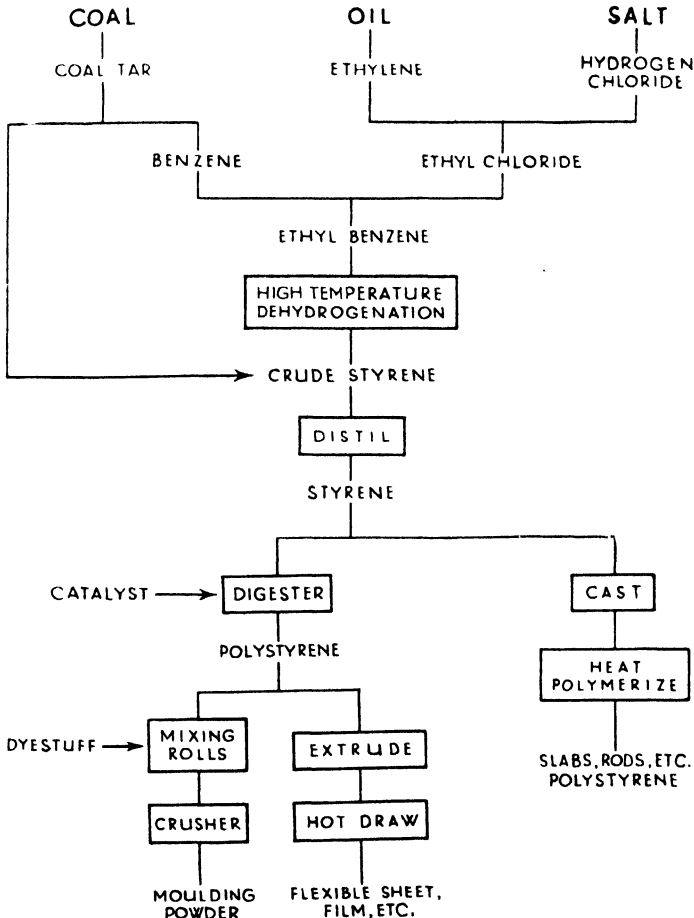 COAL
OIL
SALT
COAL TAR
ETHYLENE
HYDROGEN
CHLORIDE
BENZENE
ETHYL CHLORIDE
ETHYL BENZENE
HIGH TEMPERATURE
DEHYDROGENATION
CRUDE STYRENE
DISTIL
STYRENE
CATALYST
DIGESTER
CAST
POLYSTYRENE
HEAT
POLYMERIZE
DYESTUFF
MIXING
ROLLS
EXTRUDE
SLABS, RODS, ETC.
POLYSTYRENE
CRUSHER
HOT DRAW
MOULDING
POWDER
FLEXIBLE SHEET,
FILM, ETC.